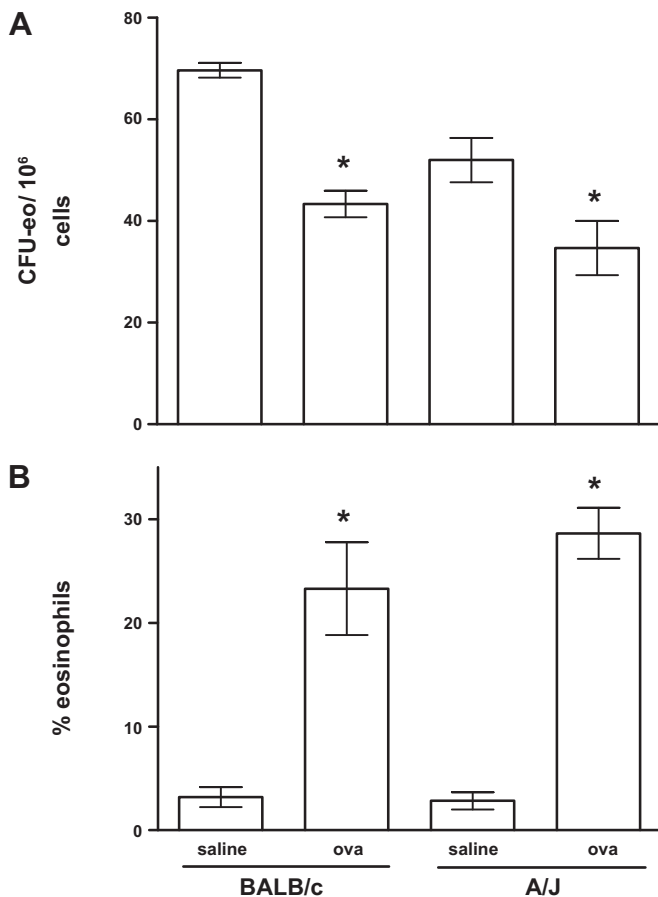 A
80
60
40
20
0
CFU-eo/ 10⁶
cells
*
*
B
30
20
10
0
% eosinophils
*
*
saline ova saline ova
BALB/c A/J